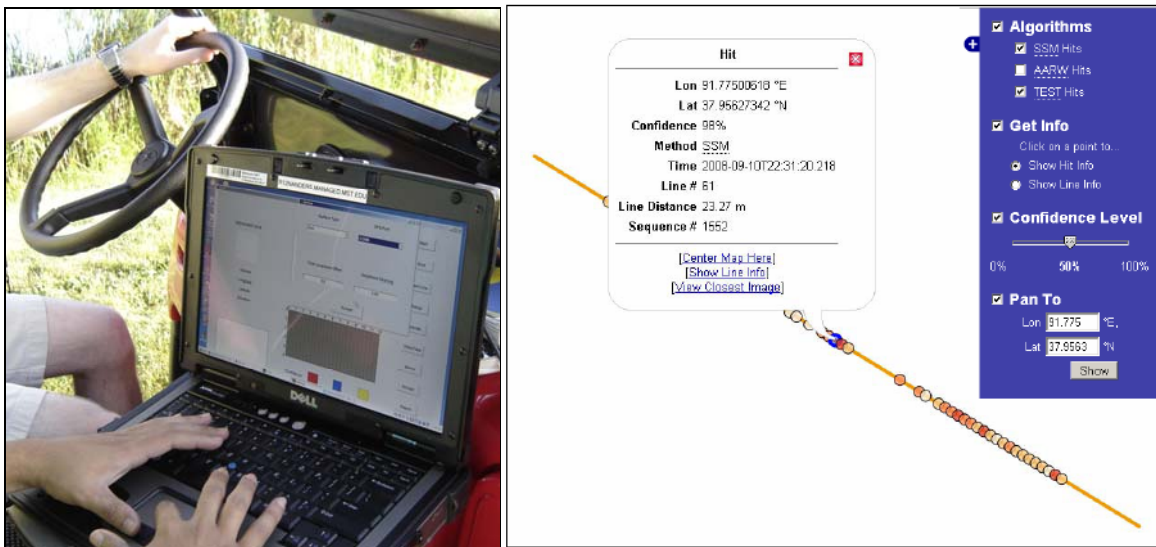 MANAGED.MST.EDU
DELL
Hit
Lon 91.77500618 °E
Lat 37.95627342 °N
Confidence 98%
Method SSM
Time 2008-09-10T22:31:20.218
Line # 61
Line Distance 23.27 m
Sequence # 1552
[Center Map Here]
[Show Line Info]
[View Closest Image]
Algorithms
SSM Hits
AARW Hits
TEST Hits
Get Info
Click on a point to...
Show Hit Info
Show Line Info
Confidence Level
0% 50% 100%
Pan To
Lon 91.775 °E,
Lat 37.9563 °N
Show